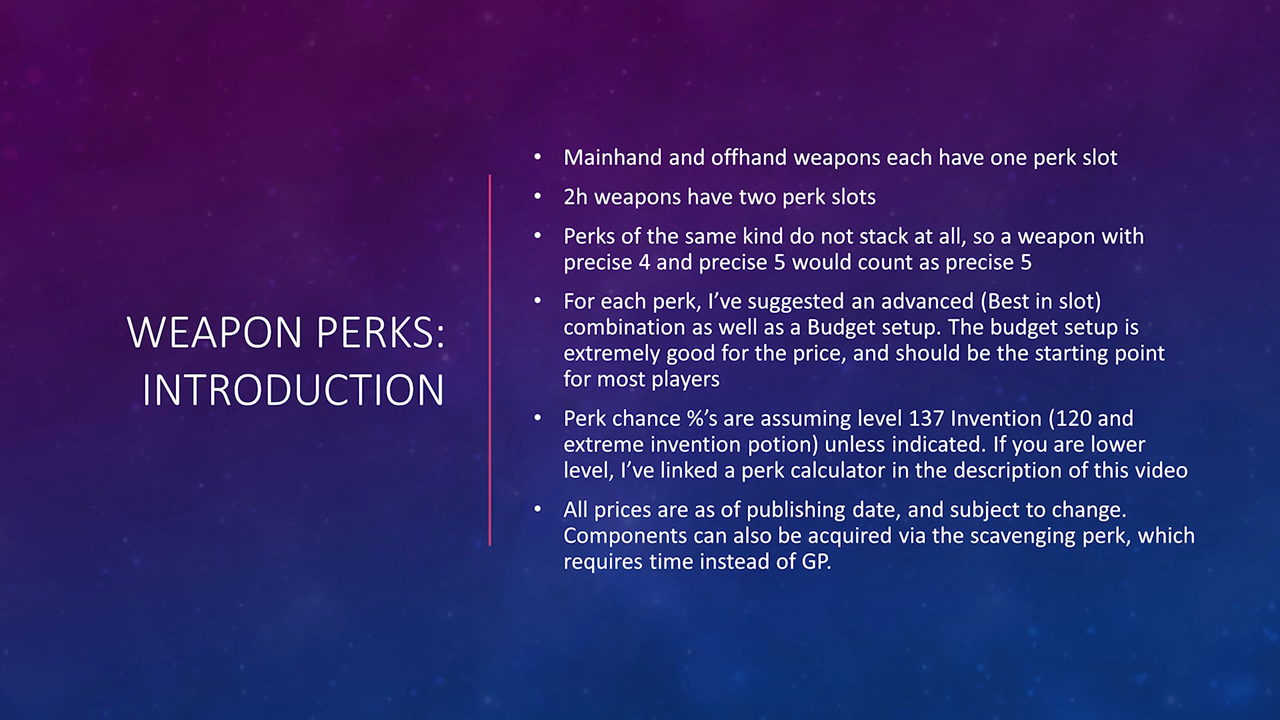 WEAPON PERKS:
INTRODUCTION
• Mainhand and offhand weapons each have one perk slot
• 2h weapons have two perk slots
• Perks of the same kind do not stack at all, so a weapon with
precise 4 and precise 5 would count as precise 5
• For each perk, I’ve suggested an advanced (Best in slot)
combination as well as a Budget setup. The budget setup is
extremely good for the price, and should be the starting point
for most players
• Perk chance %’s are assuming level 137 Invention (120 and
extreme invention potion) unless indicated. If you are lower
level, I’ve linked a perk calculator in the description of this video
• All prices are as of publishing date, and subject to change.
Components can also be acquired via the scavenging perk, which
requires time instead of GP.